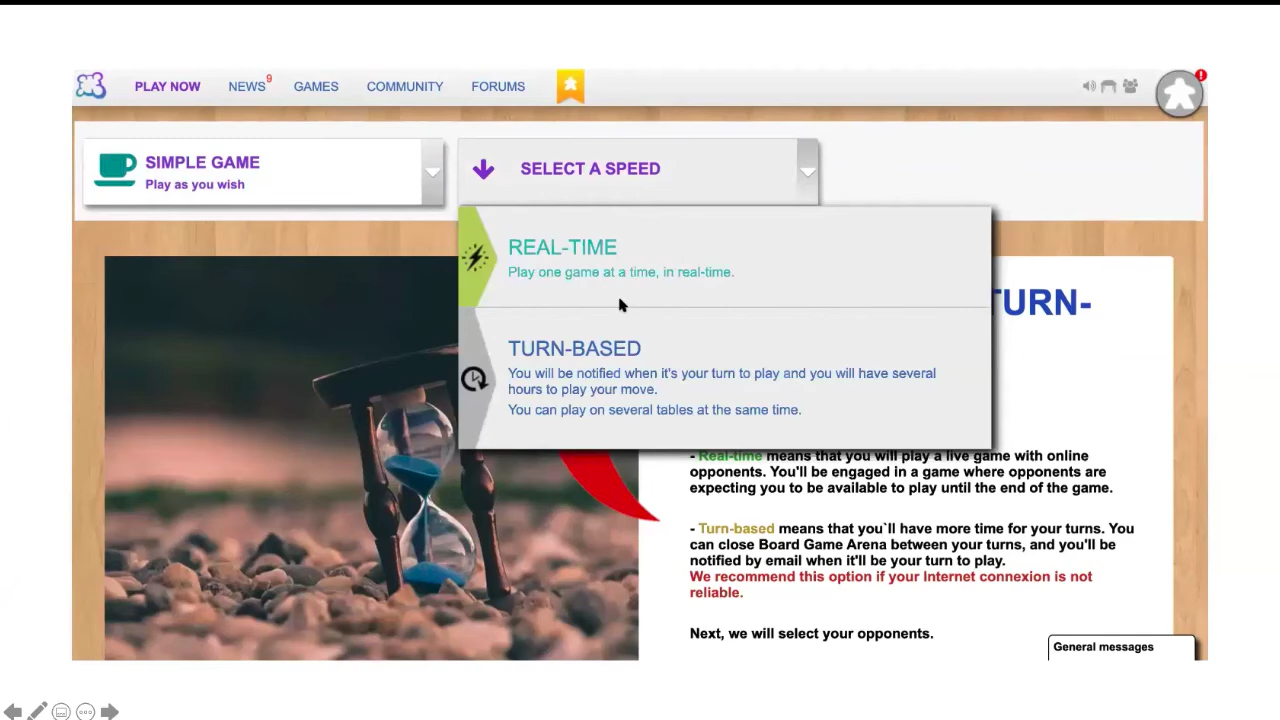 PLAY NOW
NEWS 9
GAMES
COMMUNITY
FORUMS
!
SIMPLE GAME
Play as you wish
SELECT A SPEED
REAL-TIME
Play one game at a time, in real-time.
TURN-BASED
You will be notified when it's your turn to play and you will have several
hours to play your move.
You can play on several tables at the same time.
TURN-
- Real-time means that you will play a live game with online
opponents. You'll be engaged in a game where opponents are
expecting you to be available to play until the end of the game.
- Turn-based means that you`ll have more time for your turns. You
can close Board Game Arena between your turns, and you'll be
notified by email when it'll be your turn to play.
We recommend this option if your Internet connexion is not
reliable.
Next, we will select your opponents.
General messages